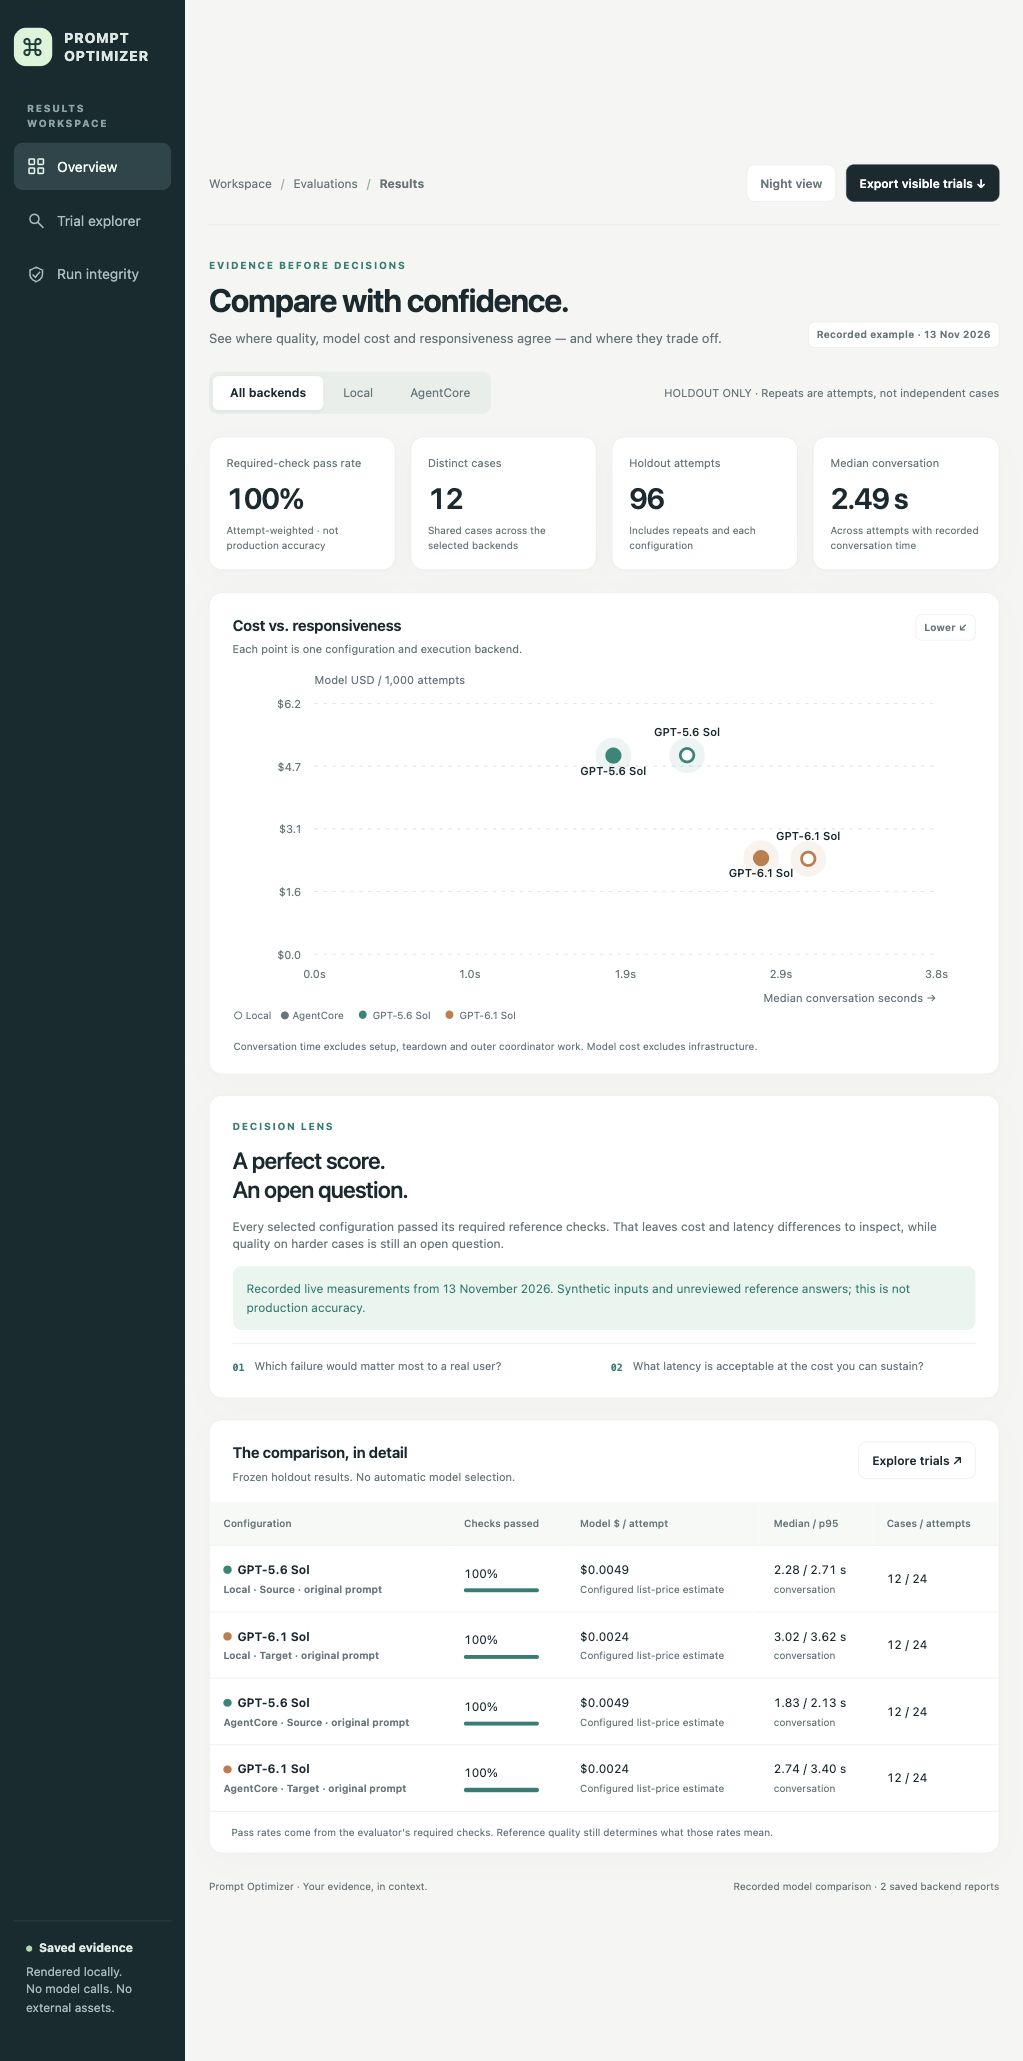 PROMPT
OPTIMIZER
RESULTS
WORKSPACE
Overview
Trial explorer
Run integrity
Saved evidence
Rendered locally.
No model calls. No
external assets.
Workspace / Evaluations / Results
Night view
Export visible trials ↓
EVIDENCE BEFORE DECISIONS
Compare with confidence.
See where quality, model cost and responsiveness agree — and where they trade off.
Recorded example · 13 Nov 2026
All backends Local AgentCore
HOLDOUT ONLY · Repeats are attempts, not independent cases
Required-check pass rate
100%
Attempt-weighted · not
production accuracy
Distinct cases
12
Shared cases across the
selected backends
Holdout attempts
96
Includes repeats and each
configuration
Median conversation
2.49 s
Across attempts with recorded
conversation time
Cost vs. responsiveness
Each point is one configuration and execution backend.
Lower ↙
Model USD / 1,000 attempts
$6.2
GPT-5.6 Sol
$4.7
GPT-5.6 Sol
$3.1
GPT-6.1 Sol
GPT-6.1 Sol
$1.6
$0.0
0.0s 1.0s 1.9s 2.9s 3.8s
Median conversation seconds →
Local AgentCore GPT-5.6 Sol GPT-6.1 Sol
Conversation time excludes setup, teardown and outer coordinator work. Model cost excludes infrastructure.
DECISION LENS
A perfect score.
An open question.
Every selected configuration passed its required reference checks. That leaves cost and latency differences to inspect, while
quality on harder cases is still an open question.
Recorded live measurements from 13 November 2026. Synthetic inputs and unreviewed reference answers; this is not
production accuracy.
01 Which failure would matter most to a real user?
02 What latency is acceptable at the cost you can sustain?
The comparison, in detail
Frozen holdout results. No automatic model selection.
Explore trials ↗
Configuration Checks passed Model $ / attempt Median / p95 Cases / attempts
GPT-5.6 Sol 100% $0.0049 2.28 / 2.71 s 12 / 24
Local · Source · original prompt Configured list-price estimate conversation
GPT-6.1 Sol 100% $0.0024 3.02 / 3.62 s 12 / 24
Local · Target · original prompt Configured list-price estimate conversation
GPT-5.6 Sol 100% $0.0049 1.83 / 2.13 s 12 / 24
AgentCore · Source · original prompt Configured list-price estimate conversation
GPT-6.1 Sol 100% $0.0024 2.74 / 3.40 s 12 / 24
AgentCore · Target · original prompt Configured list-price estimate conversation
Pass rates come from the evaluator's required checks. Reference quality still determines what those rates mean.
Prompt Optimizer · Your evidence, in context.
Recorded model comparison · 2 saved backend reports